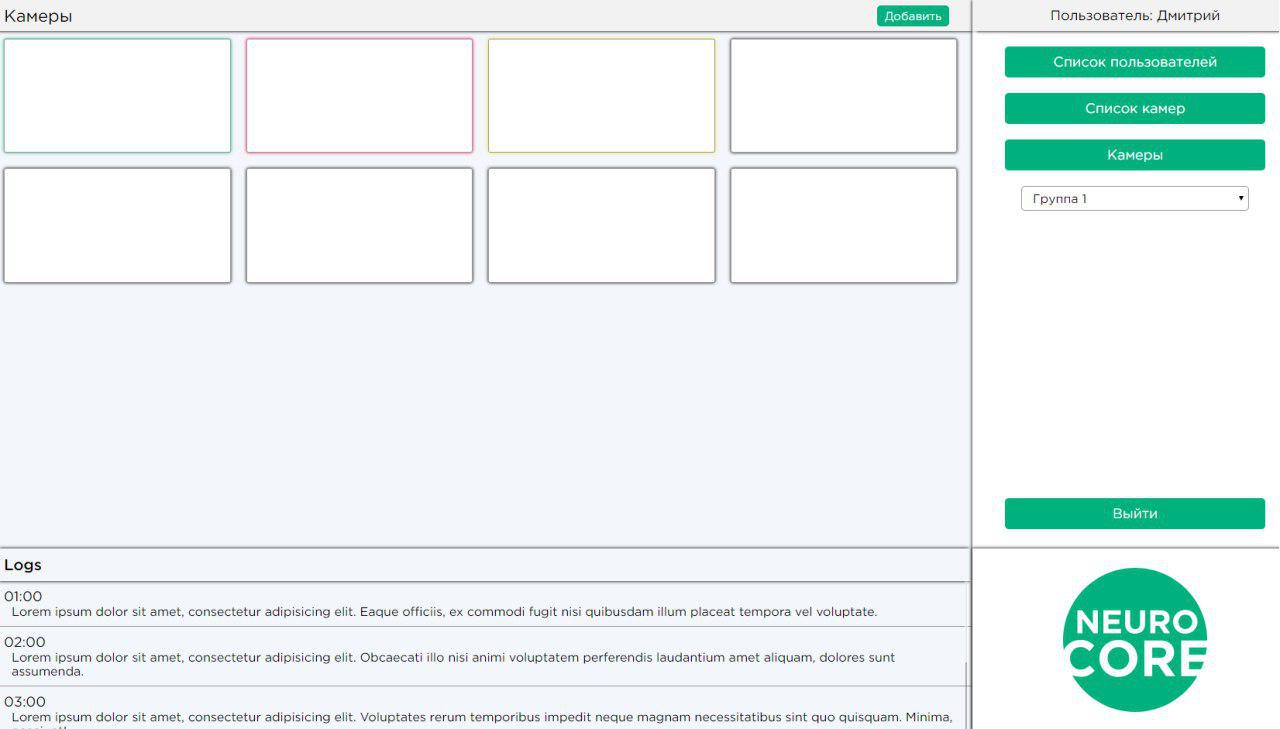 Камеры
Добавить
Пользователь: Дмитрий
Список пользователей
Список камер
Камеры
Группа 1
Выйти
Logs
01:00
Lorem ipsum dolor sit amet, consectetur adipisicing elit. Eaque officiis, ex commodi fugit nisi quibusdam illum placeat tempora vel voluptate.
02:00
Lorem ipsum dolor sit amet, consectetur adipisicing elit. Obcaecati illo nisi animi voluptatem perferendis laudantium amet aliquam, dolores sunt
assumenda.
03:00
Lorem ipsum dolor sit amet, consectetur adipisicing elit. Voluptates rerum temporibus impedit neque magnam necessitatibus sint quo quisquam. Minima,
NEURO
CORE